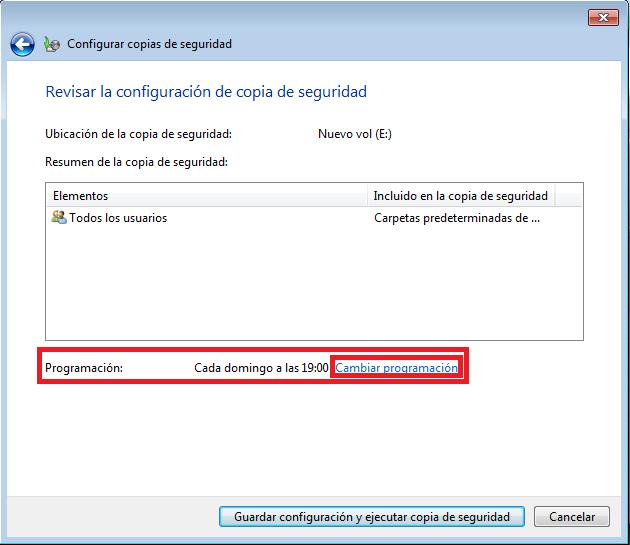 Configurar copias de seguridad
Revisar la configuración de copia de seguridad
Ubicación de la copia de seguridad: Nuevo vol (E:)
Resumen de la copia de seguridad:
Elementos Incluido en la copia de seguridad
Todos los usuarios Carpetas predeterminadas de ...
Programación: Cada domingo a las 19:00 Cambiar programación
Guardar configuración y ejecutar copia de seguridad Cancelar